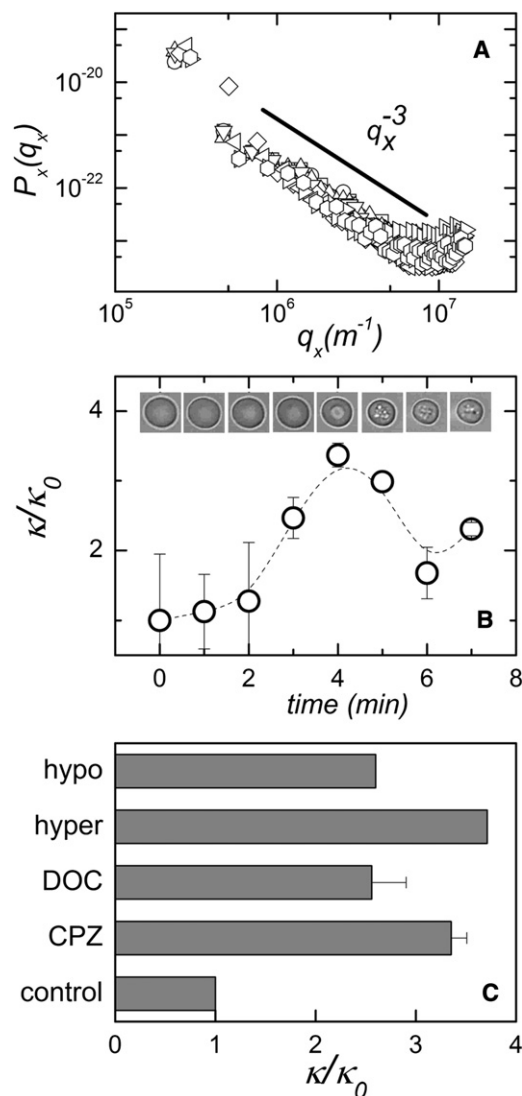 A
10^-20
10^-22
P_x(q_x)
q_x^-3
10^5
10^6
10^7
q_x(m^-1)
4
2
κ/κ_0
B
0
2
4
6
8
time (min)
hypo
hyper
DOC
CPZ
control
C
0
1
2
3
4
κ/κ_0